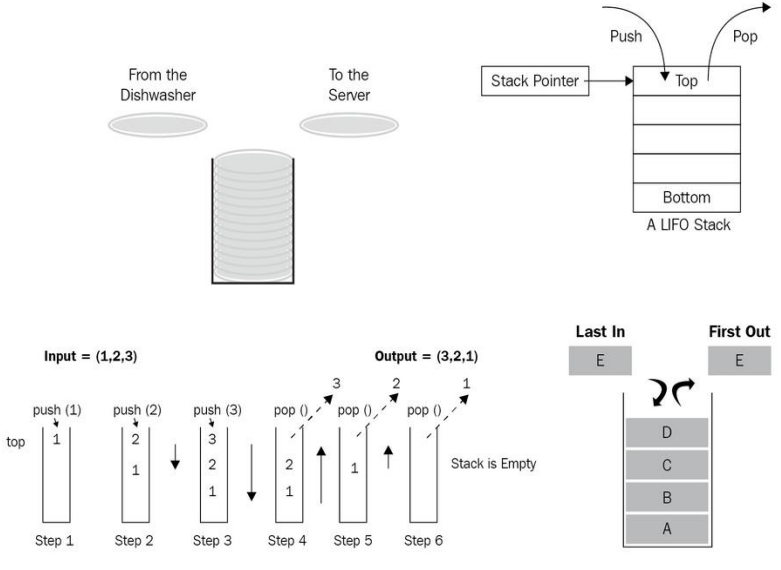 From the
Dishwasher
To the
Server
Push
Pop
Stack Pointer
Top
Bottom
A LIFO Stack
Input = (1,2,3)
Output = (3,2,1)
3
2
1
push (1)
push (2)
push (3)
pop ()
pop ()
pop ()
top
1
2
1
3
2
1
2
1
1
Stack is Empty
Step 1
Step 2
Step 3
Step 4
Step 5
Step 6
Last In
First Out
E
E
D
C
B
A